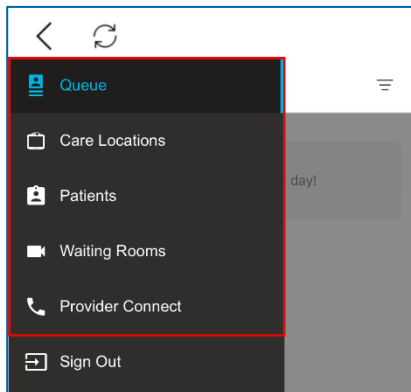 Queue
Care Locations
day!
Patients
Waiting Rooms
Provider Connect
Sign Out